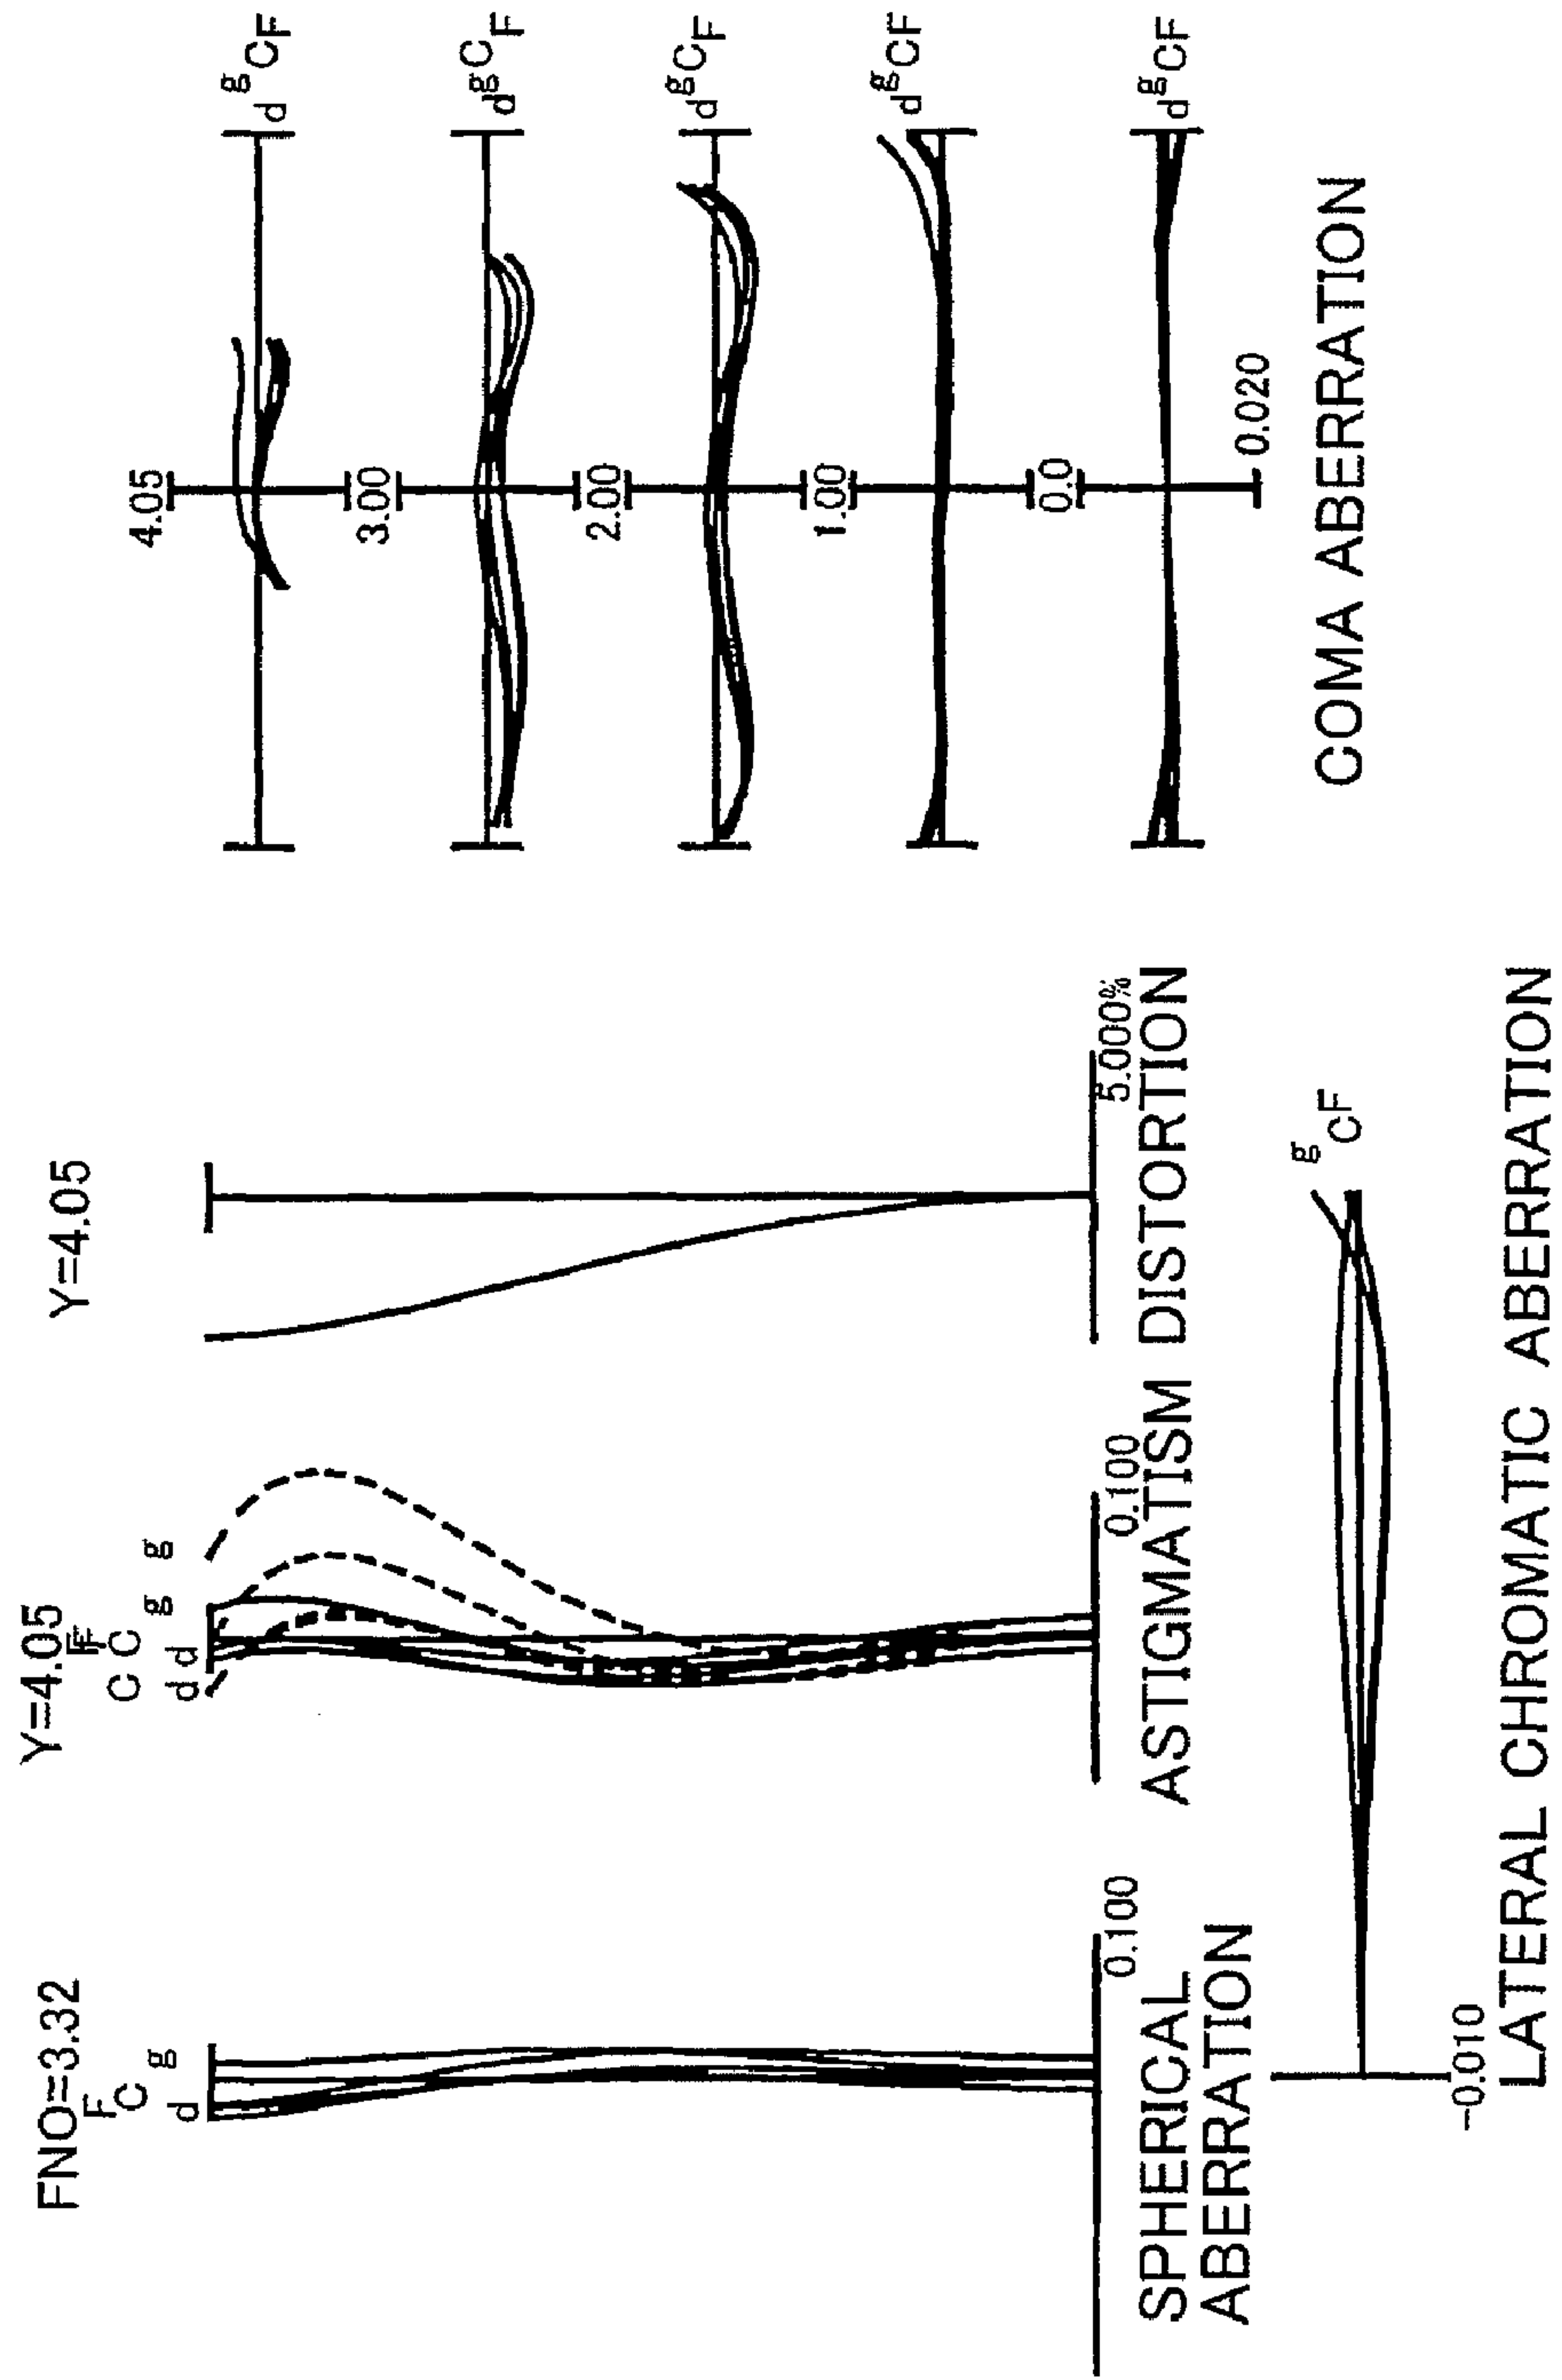 FNO=3.32
F
C
d
g
0.100
SPHERICAL
ABERRATION
Y=4.05
F
C C
d d
g g
0.100
ASTIGMATISM
Y=4.05
5.000%
DISTORTION
4.05
d g C F
3.00
d g C F
2.00
d g C F
1.00
d g C F
0.0
d g C F
0.020
COMA ABERRATION
g
C F
-0.010
LATERAL CHROMATIC ABERRATION